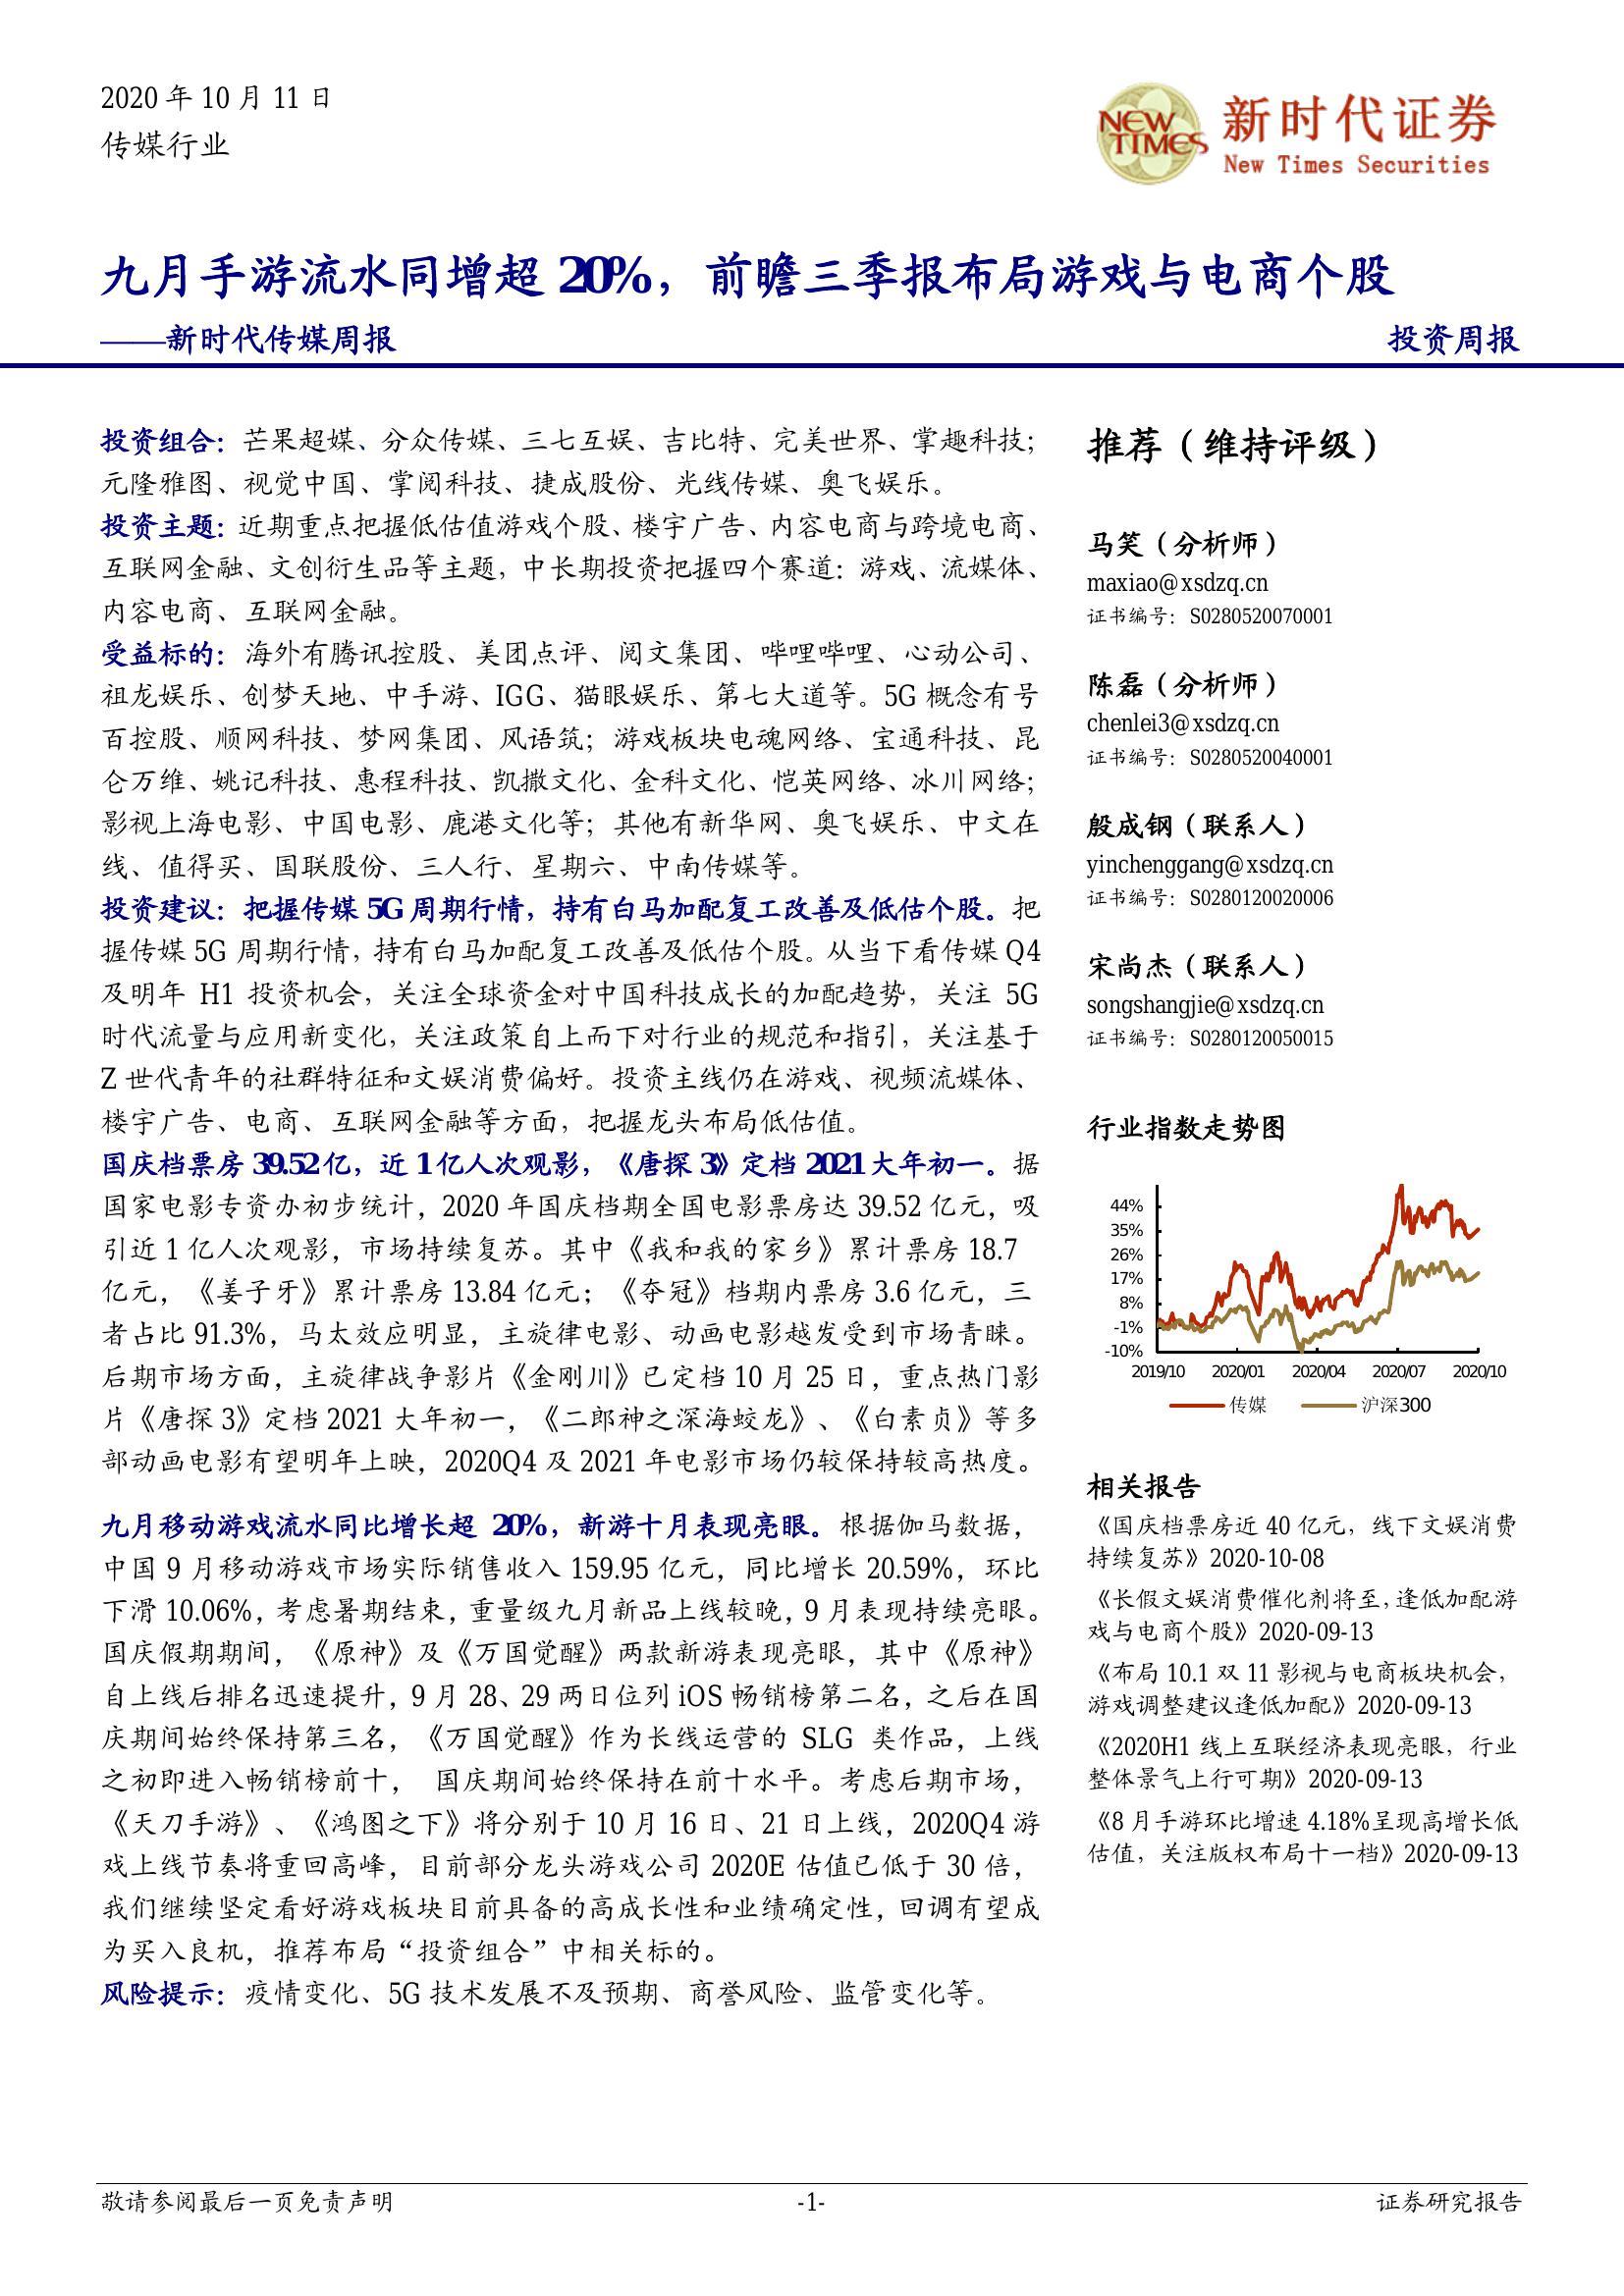 2020 年 10 月 11 日
传媒行业
NEW TIMES
新时代证券
New Times Securities
九月手游流水同增超 20%，前瞻三季报布局游戏与电商个股
——新时代传媒周报
投资周报
投资组合：芒果超媒、分众传媒、三七互娱、吉比特、完美世界、掌趣科技；
元隆雅图、视觉中国、掌阅科技、捷成股份、光线传媒、奥飞娱乐。
投资主题：近期重点把握低估值游戏个股、楼宇广告、内容电商与跨境电商、
互联网金融、文创衍生品等主题，中长期投资把握四个赛道：游戏、流媒体、
内容电商、互联网金融。
受益标的：海外有腾讯控股、美团点评、阅文集团、哔哩哔哩、心动公司、
祖龙娱乐、创梦天地、中手游、IGG、猫眼娱乐、第七大道等。5G 概念有号
百控股、顺网科技、梦网集团、风语筑；游戏板块电魂网络、宝通科技、昆
仑万维、姚记科技、惠程科技、凯撒文化、金科文化、恺英网络、冰川网络；
影视上海电影、中国电影、鹿港文化等；其他有新华网、奥飞娱乐、中文在
线、值得买、国联股份、三人行、星期六、中南传媒等。
投资建议：把握传媒 5G 周期行情，持有白马加配复工改善及低估个股。把
握传媒 5G 周期行情，持有白马加配复工改善及低估个股。从当下看传媒 Q4
及明年 H1 投资机会，关注全球资金对中国科技成长的加配趋势，关注 5G
时代流量与应用新变化，关注政策自上而下对行业的规范和指引，关注基于
Z 世代青年的社群特征和文娱消费偏好。投资主线仍在游戏、视频流媒体、
楼宇广告、电商、互联网金融等方面，把握龙头布局低估值。
国庆档票房 39.52 亿，近 1 亿人次观影，《唐探 3》定档 2021 大年初一。据
国家电影专资办初步统计，2020 年国庆档期全国电影票房达 39.52 亿元，吸
引近 1 亿人次观影，市场持续复苏。其中《我和我的家乡》累计票房 18.7
亿元，《姜子牙》累计票房 13.84 亿元；《夺冠》档期内票房 3.6 亿元，三
者占比 91.3%，马太效应明显，主旋律电影、动画电影越发受到市场青睐。
后期市场方面，主旋律战争影片《金刚川》已定档 10 月 25 日，重点热门影
片《唐探 3》定档 2021 大年初一，《二郎神之深海蛟龙》、《白素贞》等多
部动画电影有望明年上映，2020Q4 及 2021 年电影市场仍较保持较高热度。
九月移动游戏流水同比增长超 20%，新游十月表现亮眼。根据伽马数据，
中国 9 月移动游戏市场实际销售收入 159.95 亿元，同比增长 20.59%，环比
下滑 10.06%，考虑暑期结束，重量级九月新品上线较晚，9 月表现持续亮眼。
国庆假期期间，《原神》及《万国觉醒》两款新游表现亮眼，其中《原神》
自上线后排名迅速提升，9 月 28、29 两日位列 iOS 畅销榜第二名，之后在国
庆期间始终保持第三名，《万国觉醒》作为长线运营的 SLG 类作品，上线
之初即进入畅销榜前十， 国庆期间始终保持在前十水平。考虑后期市场，
《天刀手游》、《鸿图之下》将分别于 10 月 16 日、21 日上线，2020Q4 游
戏上线节奏将重回高峰，目前部分龙头游戏公司 2020E 估值已低于 30 倍，
我们继续坚定看好游戏板块目前具备的高成长性和业绩确定性，回调有望成
为买入良机，推荐布局“投资组合”中相关标的。
风险提示：疫情变化、5G 技术发展不及预期、商誉风险、监管变化等。
推荐（维持评级）
马笑（分析师）
maxiao@xsdzq.cn
证书编号：S0280520070001
陈磊（分析师）
chenlei3@xsdzq.cn
证书编号：S0280520040001
殷成钢（联系人）
yinchenggang@xsdzq.cn
证书编号：S0280120020006
宋尚杰（联系人）
songshangjie@xsdzq.cn
证书编号：S0280120050015
行业指数走势图
44%
35%
26%
17%
8%
-1%
-10%
2019/10 2020/01 2020/04 2020/07 2020/10
传媒 沪深300
相关报告
《国庆档票房近 40 亿元，线下文娱消费
持续复苏》2020-10-08
《长假文娱消费催化剂将至，逢低加配游
戏与电商个股》2020-09-13
《布局 10.1 双 11 影视与电商板块机会，
游戏调整建议逢低加配》2020-09-13
《2020H1 线上互联经济表现亮眼，行业
整体景气上行可期》2020-09-13
《8 月手游环比增速 4.18%呈现高增长低
估值，关注版权布局十一档》2020-09-13
敬请参阅最后一页免责声明
-1-
证券研究报告